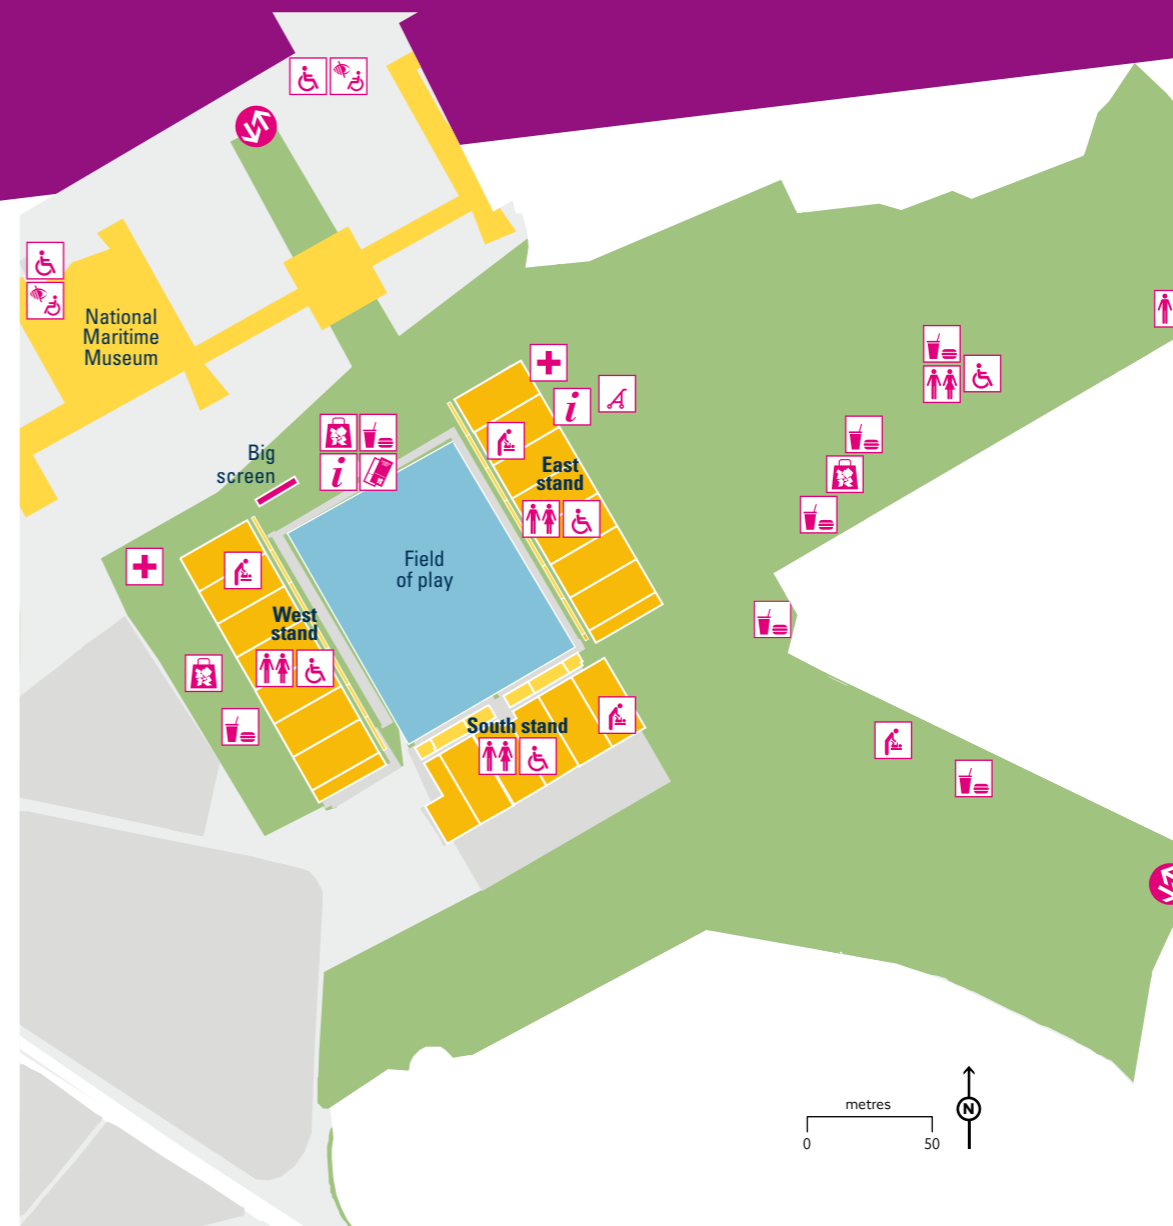 National
Maritime
Museum
Big
screen
i
i
East
stand
Field
of play
West
stand
South stand
metres
0
50
N